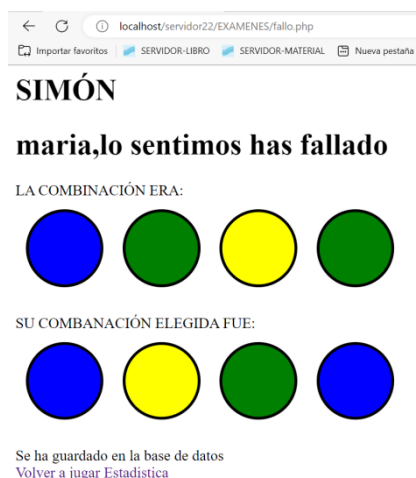 localhost/servidor22/EXAMENES/fallo.php
Importar favoritos SERVIDOR-LIBRO SERVIDOR-MATERIAL Nueva pestaña
SIMÓN
maria,lo sentimos has fallado
LA COMBINACIÓN ERA:
SU COMBANACIÓN ELEGIDA FUE:
Se ha guardado en la base de datos
Volver a jugar Estadistica